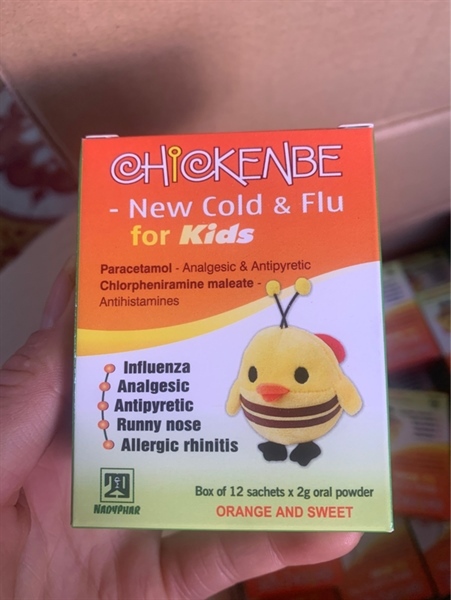 CHiCKENBE
- New Cold & Flu
for Kids
Paracetamol - Analgesic & Antipyretic
Chlorpheniramine maleate -
Antihistamines
Influenza
Analgesic
Antipyretic
Runny nose
Allergic rhinitis
NADYPHAR
Box of 12 sachets x 2g oral powder
ORANGE AND SWEET